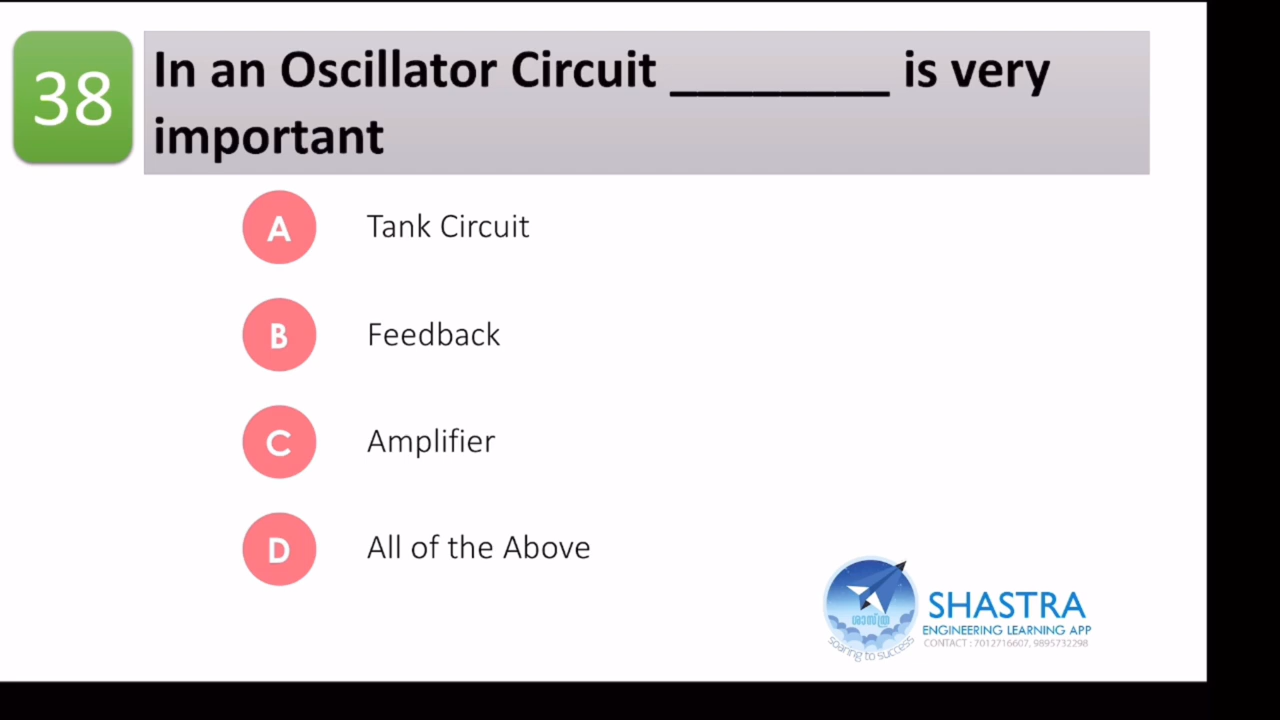 38
In an Oscillator Circuit ________ is very
important
A Tank Circuit
B Feedback
C Amplifier
D All of the Above
ശാസ്ത്ര
soaring to success
SHASTRA
ENGINEERING LEARNING APP
CONTACT : 7012716607, 9895732298